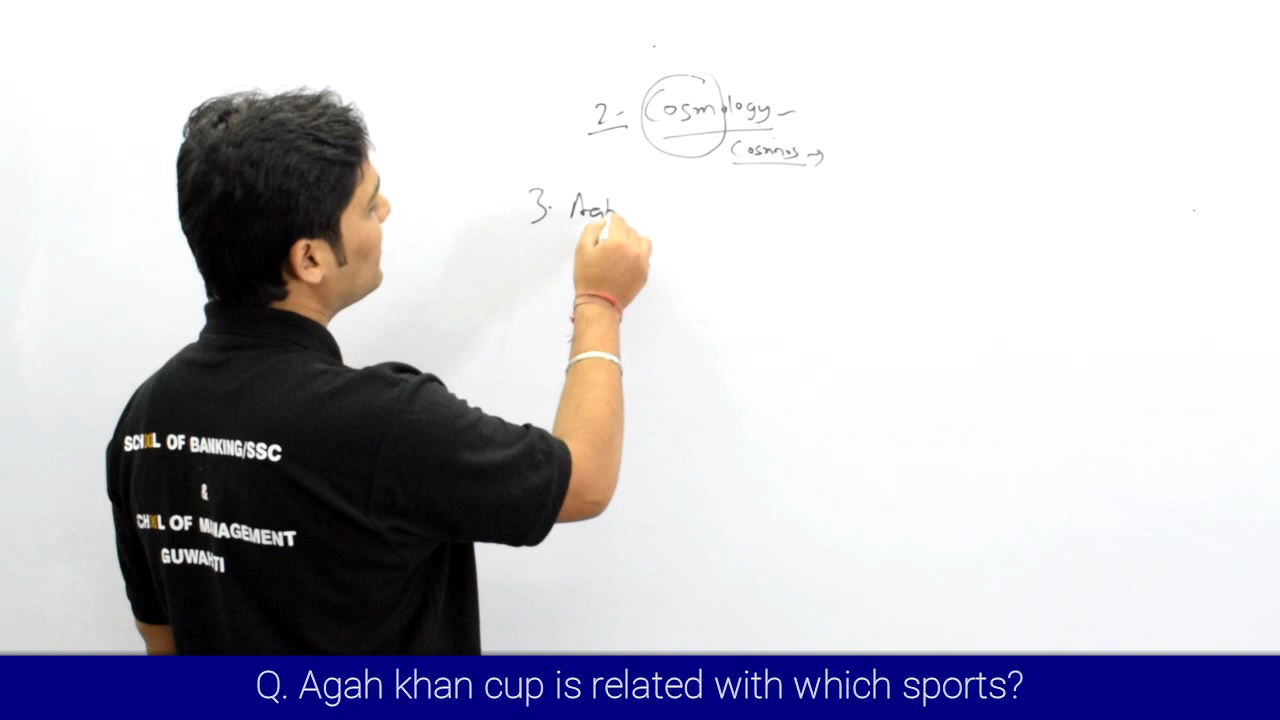 2- Cosmology -
Cosmos →
3. Agh
SCHOOL OF BANKING/SSC
&
SCHOOL OF MANAGEMENT
GUWAHATI
Q. Agah khan cup is related with which sports?